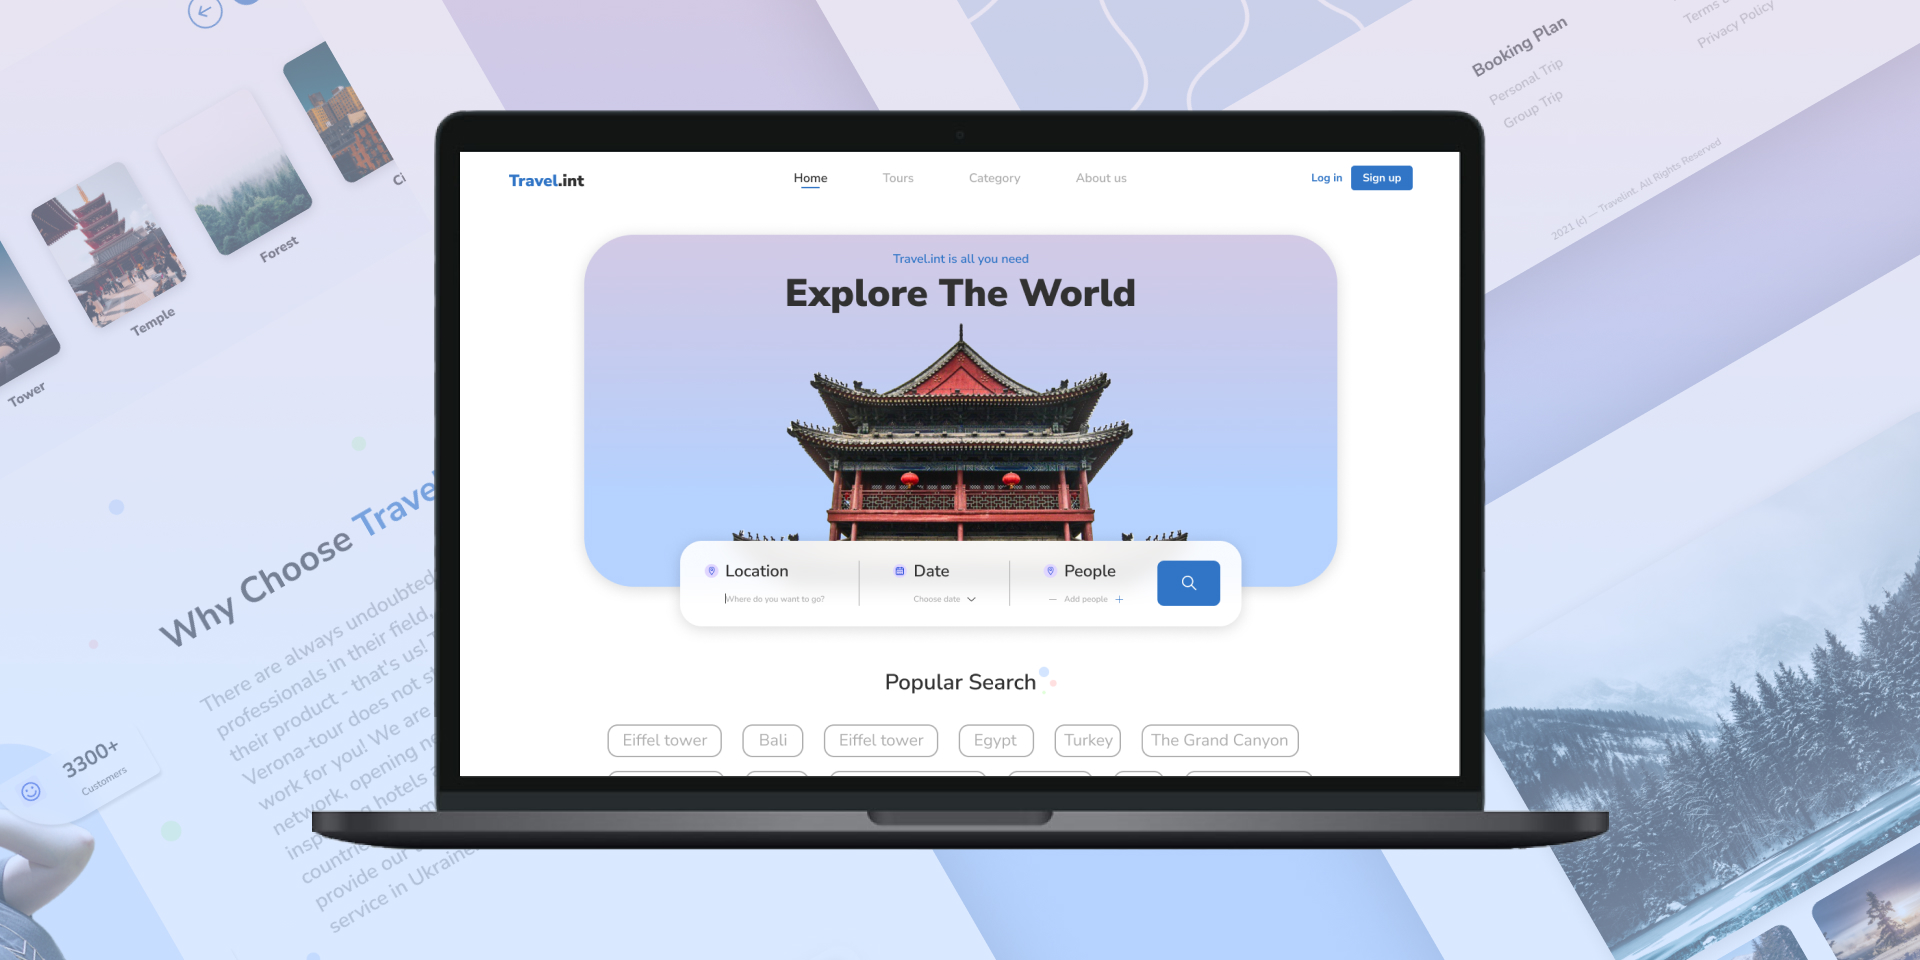 Travel.int
Home
Tours
Category
About us
Log in
Sign up
Travel.int is all you need
Explore The World
Location
Where do you want to go?
Date
Choose date
People
Add people
Popular Search
Eiffel tower
Bali
Eiffel tower
Egypt
Turkey
The Grand Canyon
Tower
Temple
Forest
Ci
Why Choose Trave
There are always undoubted
professionals in their field,
their product - that's us!
Verona-tour does not
work for you! We are
network, opening
hotels
provide our
service in Ukraine
3300+
Customers
Booking Plan
Personal Trip
Group Trip
Terms
Privacy Policy
2021 (c) — Travelint. All Rights Reserved